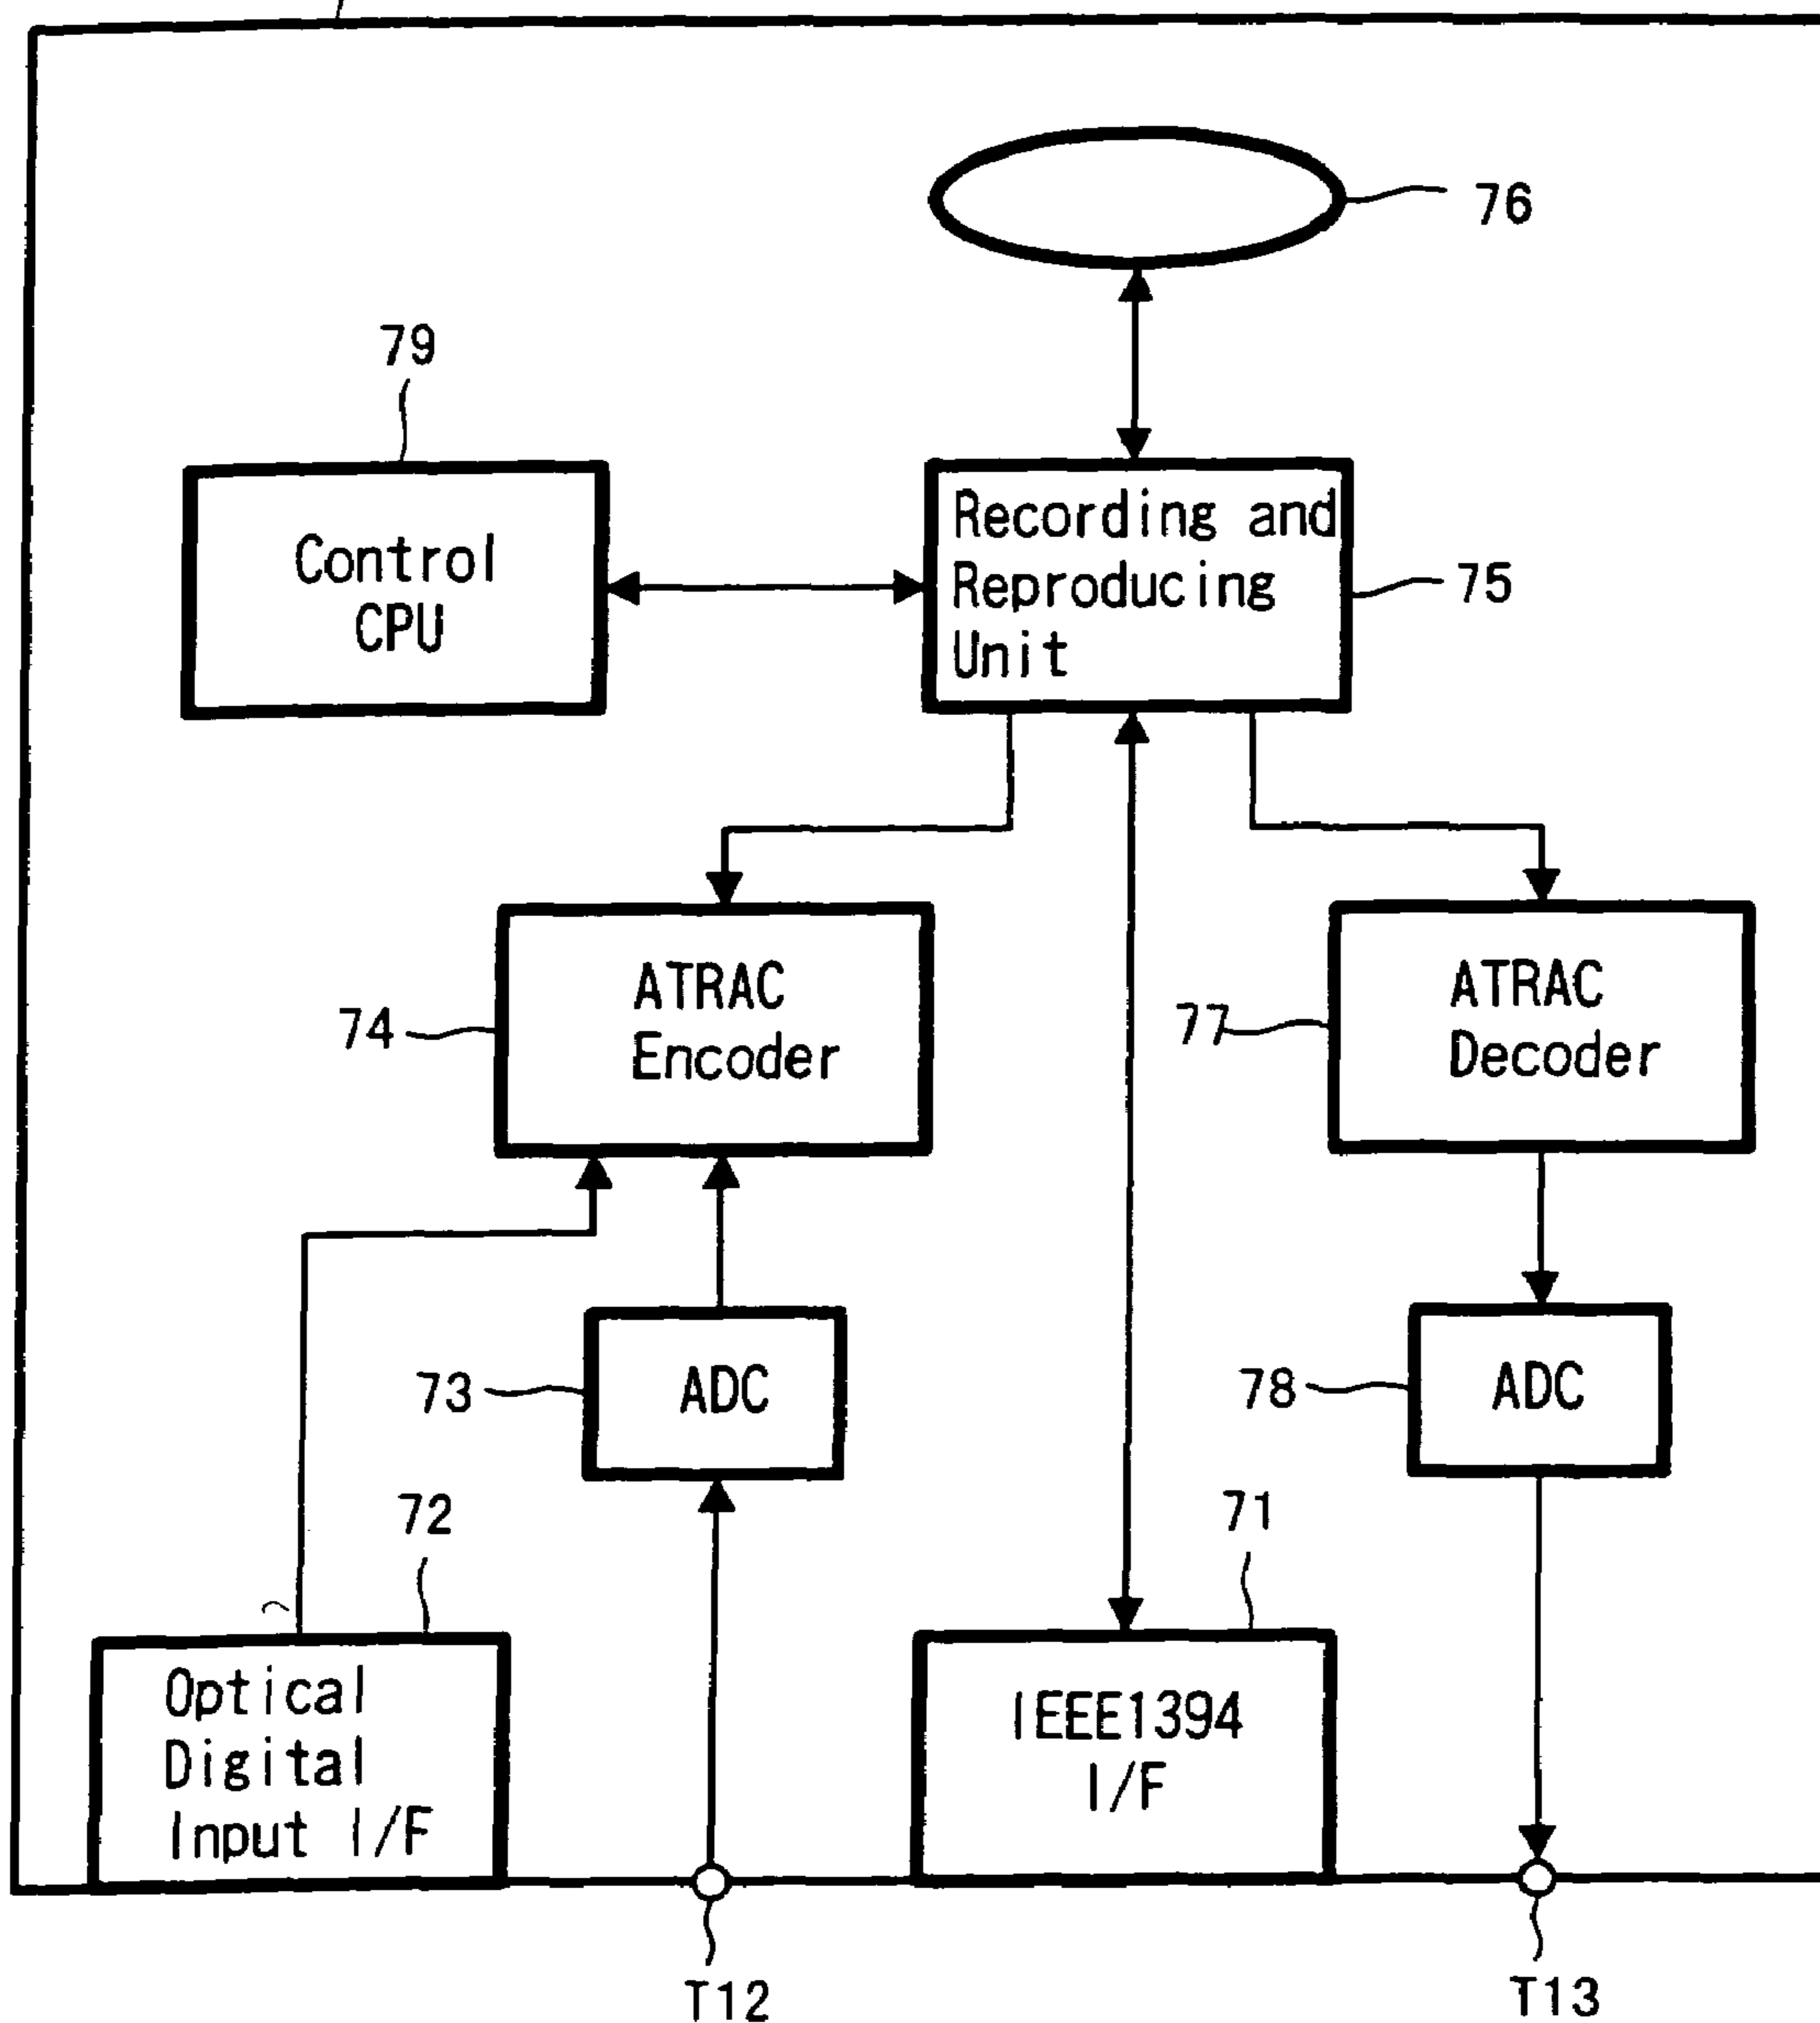 76
79
Control
CPU
Recording and
Reproducing
Unit
75
74
ATRAC
Encoder
77
ATRAC
Decoder
73
ADC
78
ADC
72
71
Optical
Digital
Input I/F
IEEE1394
I/F
T12
T13